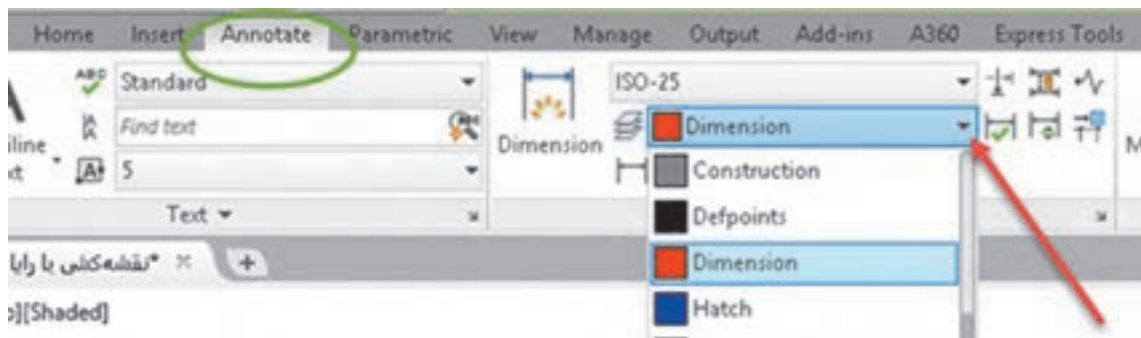 Home Insert Annotate Parametric View Manage Output Add-ins A360 Express Tools
ABC Standard ISO-25
Find text Dimension
Dimension
5 Construction
Text Defpoints
*نقشه‌کشی با رایا Dimension
][Shaded] Hatch